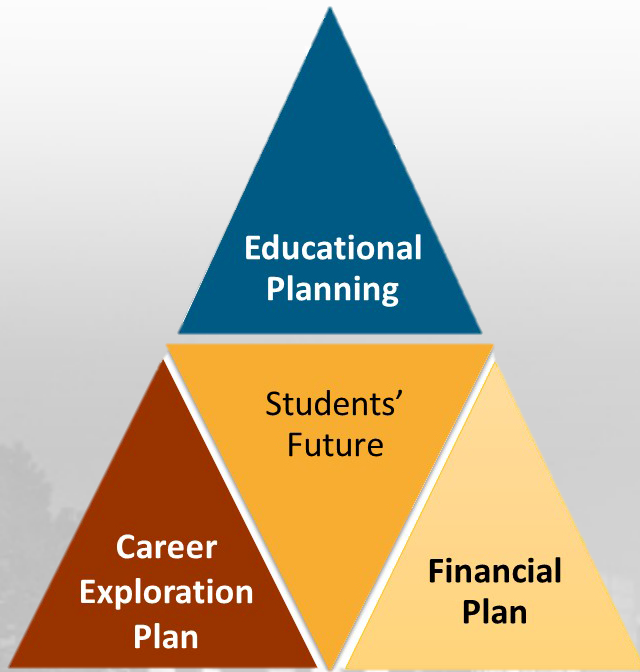 Educational
Planning
Students’
Future
Career
Exploration
Plan
Financial
Plan